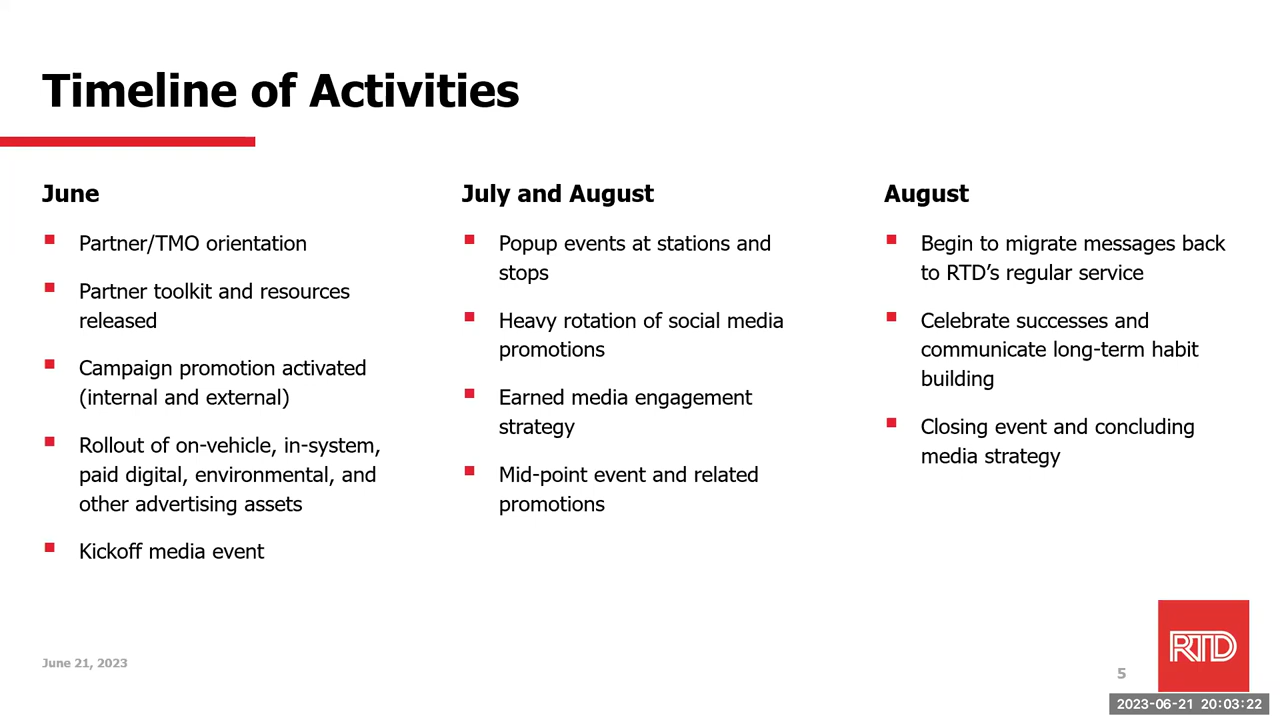 Timeline of Activities
June
Partner/TMO orientation
Partner toolkit and resources
released
Campaign promotion activated
(internal and external)
Rollout of on-vehicle, in-system,
paid digital, environmental, and
other advertising assets
Kickoff media event
July and August
Popup events at stations and
stops
Heavy rotation of social media
promotions
Earned media engagement
strategy
Mid-point event and related
promotions
August
Begin to migrate messages back
to RTD’s regular service
Celebrate successes and
communicate long-term habit
building
Closing event and concluding
media strategy
June 21, 2023
5
RTD
2023-06-21 20:03:22